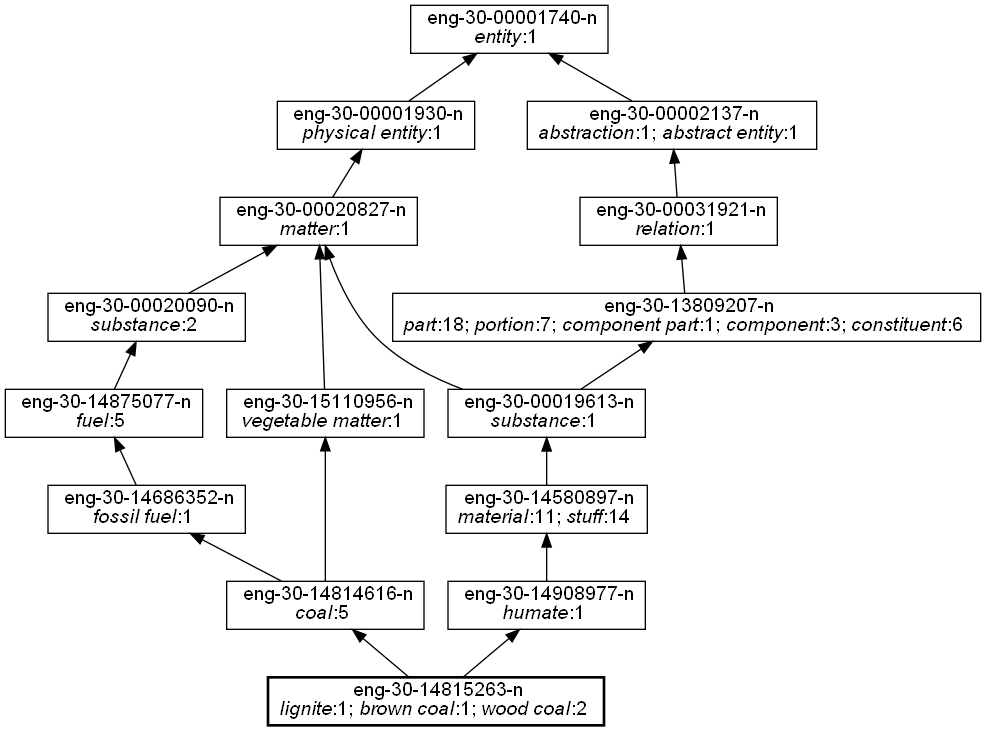 eng-30-00001740-n
entity:1
eng-30-00001930-n
physical entity:1
eng-30-00002137-n
abstraction:1; abstract entity:1
eng-30-00020827-n
matter:1
eng-30-00031921-n
relation:1
eng-30-00020090-n
substance:2
eng-30-13809207-n
part:18; portion:7; component part:1; component:3; constituent:6
eng-30-14875077-n
fuel:5
eng-30-15110956-n
vegetable matter:1
eng-30-00019613-n
substance:1
eng-30-14686352-n
fossil fuel:1
eng-30-14580897-n
material:11; stuff:14
eng-30-14814616-n
coal:5
eng-30-14908977-n
humate:1
eng-30-14815263-n
lignite:1; brown coal:1; wood coal:2